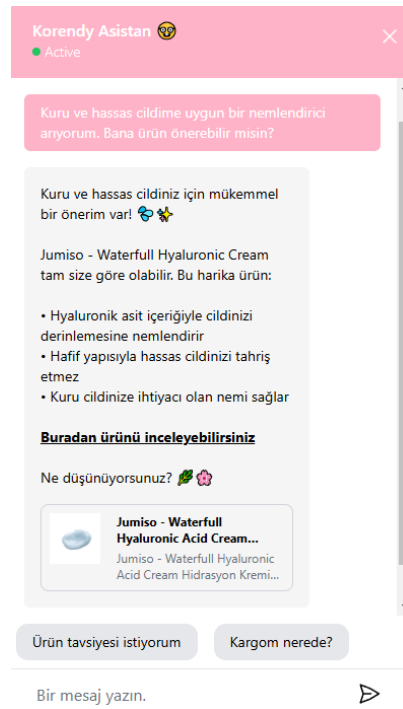 Korendy Asistan 🤓
Active
Kuru ve hassas cildime uygun bir nemlendirici
arıyorum. Bana ürün önerebilir misin?
Kuru ve hassas cildiniz için mükemmel
bir önerim var! 💦✨
Jumiso - Waterfull Hyaluronic Cream
tam size göre olabilir. Bu harika ürün:
• Hyaluronik asit içeriğiyle cildinizi
derinlemesine nemlendirir
• Hafif yapısıyla hassas cildinizi tahriş
etmez
• Kuru cildinize ihtiyacı olan nemi sağlar
Buradan ürünü inceleyebilirsiniz
Ne düşünüyorsunuz? 🌿🌸
Jumiso - Waterfull
Hyaluronic Acid Cream...
Jumiso - Waterfull Hyaluronic
Acid Cream Hidrasyon Kremi...
Ürün tavsiyesi istiyorum
Kargom nerede?
Bir mesaj yazın.